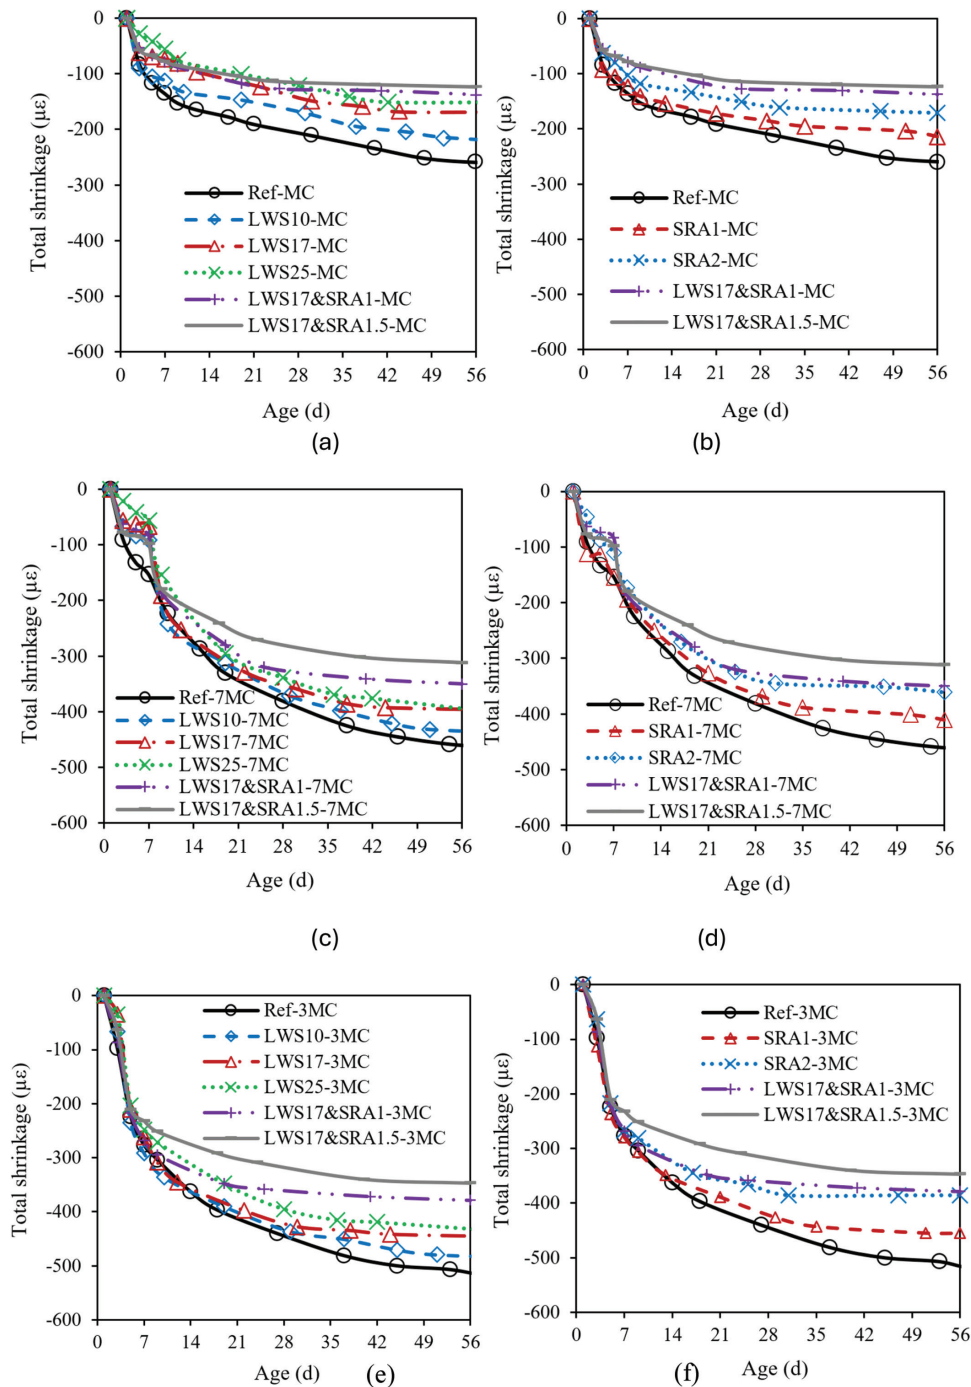 0
-100
-200
-300
-400
-500
-600
Total shrinkage (με)
Ref-MC
LWS10-MC
LWS17-MC
LWS25-MC
LWS17&SRA1-MC
LWS17&SRA1.5-MC
0 7 14 21 28 35 42 49 56
Age (d)
(a)
0
-100
-200
-300
-400
-500
-600
Total shrinkage (με)
Ref-MC
SRA1-MC
SRA2-MC
LWS17&SRA1-MC
LWS17&SRA1.5-MC
0 7 14 21 28 35 42 49 56
Age (d)
(b)
0
-100
-200
-300
-400
-500
-600
Total shrinkage (με)
Ref-7MC
LWS10-7MC
LWS17-7MC
LWS25-7MC
LWS17&SRA1-7MC
LWS17&SRA1.5-7MC
0 7 14 21 28 35 42 49 56
Age (d)
(c)
0
-100
-200
-300
-400
-500
-600
Total shrinkage (με)
Ref-7MC
SRA1-7MC
SRA2-7MC
LWS17&SRA1-7MC
LWS17&SRA1.5-7MC
0 7 14 21 28 35 42 49 56
Age (d)
(d)
0
-100
-200
-300
-400
-500
-600
Total shrinkage (με)
Ref-3MC
LWS10-3MC
LWS17-3MC
LWS25-3MC
LWS17&SRA1-3MC
LWS17&SRA1.5-3MC
0 7 14 21 28 35 42 49 56
Age (d)
(e)
0
-100
-200
-300
-400
-500
-600
Total shrinkage (με)
Ref-3MC
SRA1-3MC
SRA2-3MC
LWS17&SRA1-3MC
LWS17&SRA1.5-3MC
0 7 14 21 28 35 42 49 56
Age (d)
(f)